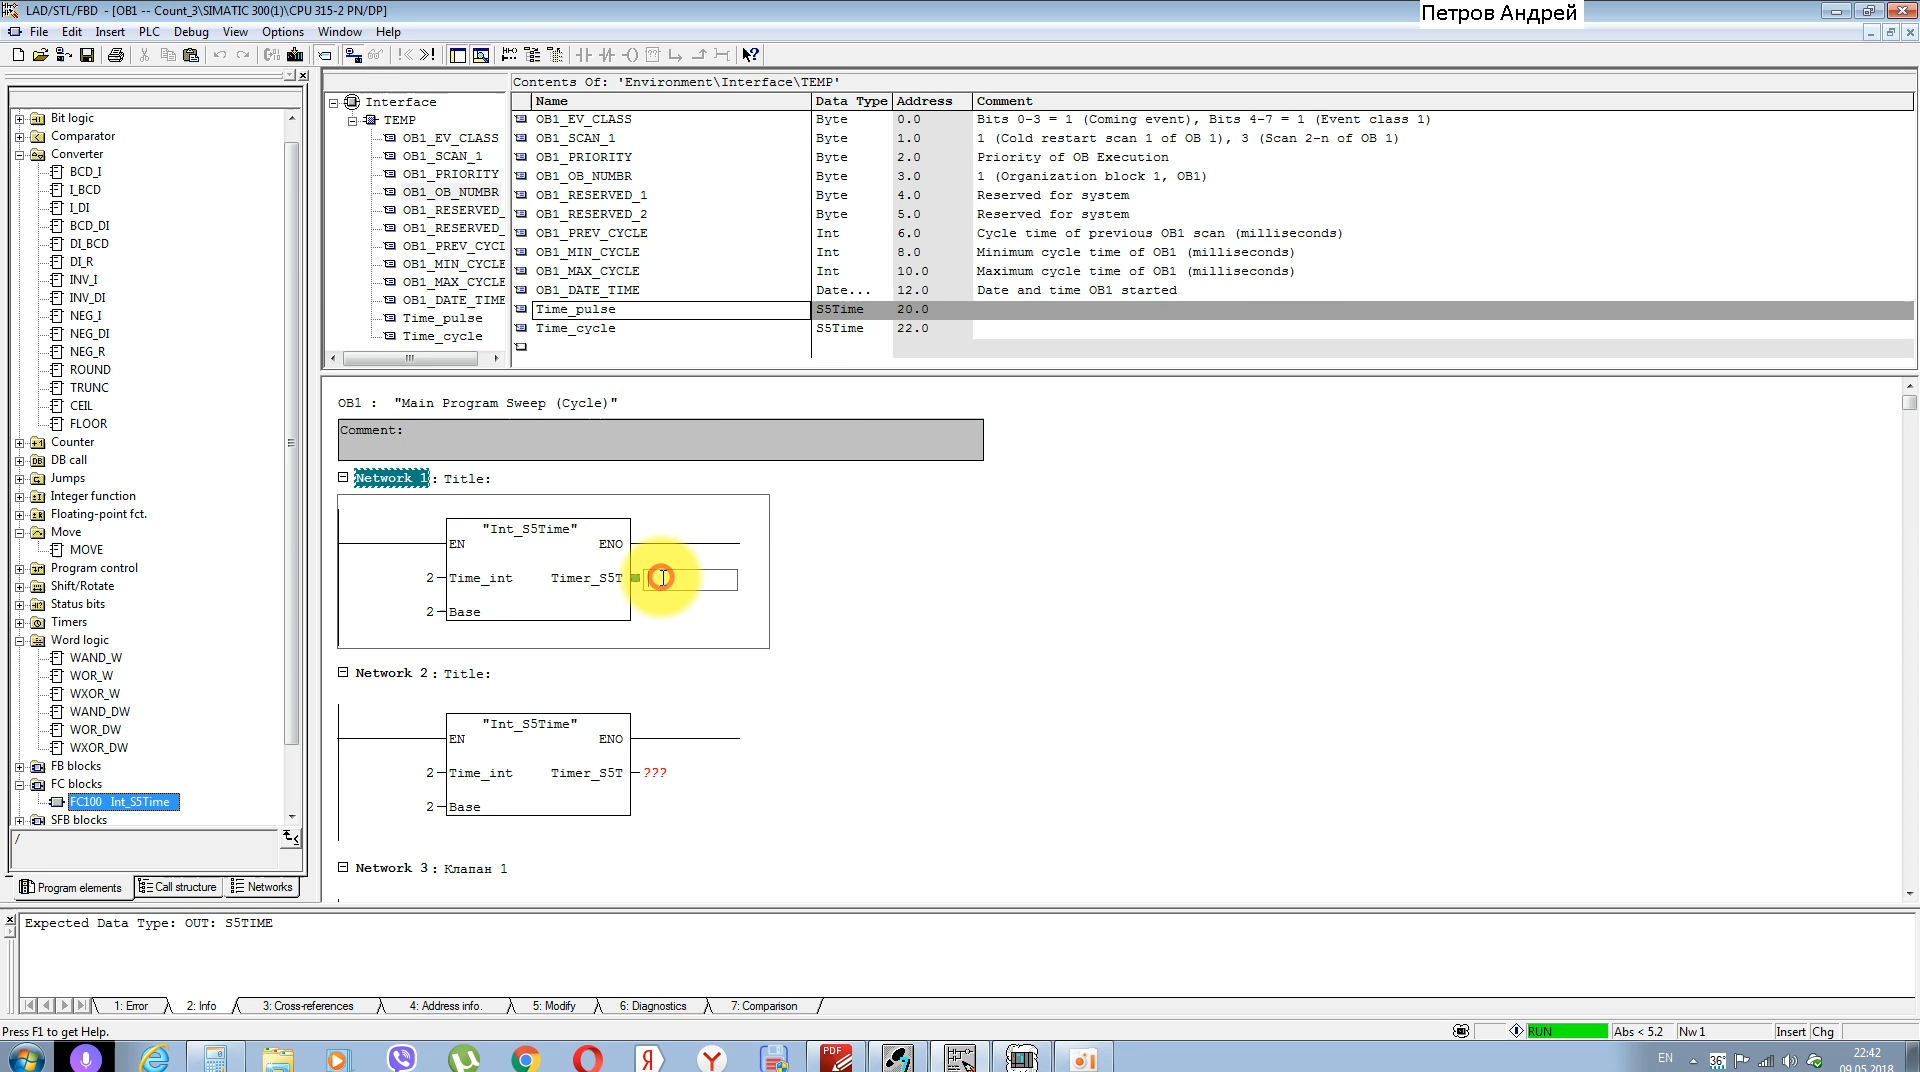 LAD/STL/FBD - [OB1 -- Count_3\SIMATIC 300(1)\CPU 315-2 PN/DP]
Петров Андрей
File Edit Insert PLC Debug View Options Window Help
Contents Of: 'Environment\Interface\TEMP'
Name Data Type Address Comment
OB1_EV_CLASS Byte 0.0 Bits 0-3 = 1 (Coming event), Bits 4-7 = 1 (Event class 1)
OB1_SCAN_1 Byte 1.0 1 (Cold restart scan 1 of OB 1), 3 (Scan 2-n of OB 1)
OB1_PRIORITY Byte 2.0 Priority of OB Execution
OB1_OB_NUMBR Byte 3.0 1 (Organization block 1, OB1)
OB1_RESERVED_1 Byte 4.0 Reserved for system
OB1_RESERVED_2 Byte 5.0 Reserved for system
OB1_PREV_CYCLE Int 6.0 Cycle time of previous OB1 scan (milliseconds)
OB1_MIN_CYCLE Int 8.0 Minimum cycle time of OB1 (milliseconds)
OB1_MAX_CYCLE Int 10.0 Maximum cycle time of OB1 (milliseconds)
OB1_DATE_TIME Date... 12.0 Date and time OB1 started
Time_pulse S5Time 20.0
Time_cycle S5Time 22.0
Interface
TEMP
OB1_EV_CLASS
OB1_SCAN_1
OB1_PRIORITY
OB1_OB_NUMBR
OB1_RESERVED_
OB1_RESERVED_
OB1_PREV_CYCL
OB1_MIN_CYCLE
OB1_MAX_CYCLE
OB1_DATE_TIME
Time_pulse
Time_cycle
Bit logic
Comparator
Converter
BCD_I
I_BCD
I_DI
BCD_DI
DI_BCD
DI_R
INV_I
INV_DI
NEG_I
NEG_DI
NEG_R
ROUND
TRUNC
CEIL
FLOOR
Counter
DB call
Jumps
Integer function
Floating-point fct.
Move
MOVE
Program control
Shift/Rotate
Status bits
Timers
Word logic
WAND_W
WOR_W
WXOR_W
WAND_DW
WOR_DW
WXOR_DW
FB blocks
FC blocks
FC100 Int_S5Time
SFB blocks
/
Program elements Call structure Networks
OB1 : "Main Program Sweep (Cycle)"
Comment:
Network 1: Title:
"Int_S5Time"
EN ENO
2 Time_int Timer_S5T
2 Base
Network 2: Title:
"Int_S5Time"
EN ENO
2 Time_int Timer_S5T ???
2 Base
Network 3: Клапан 1
Expected Data Type: OUT: S5TIME
1: Error 2: Info 3: Cross-references 4: Address info. 5: Modify 6: Diagnostics 7: Comparison
Press F1 to get Help.
RUN Abs < 5.2 Nw 1 Insert Chg
PDF
EN 36° 22:42
09.05.2018